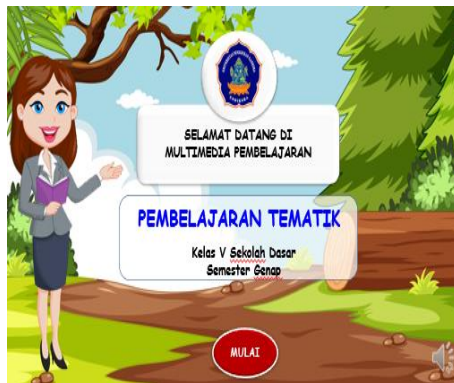 SELAMAT DATANG DI
MULTIMEDIA PEMBELAJARAN
PEMBELAJARAN TEMATIK
Kelas V Sekolah Dasar
Semester Genap
MULAI